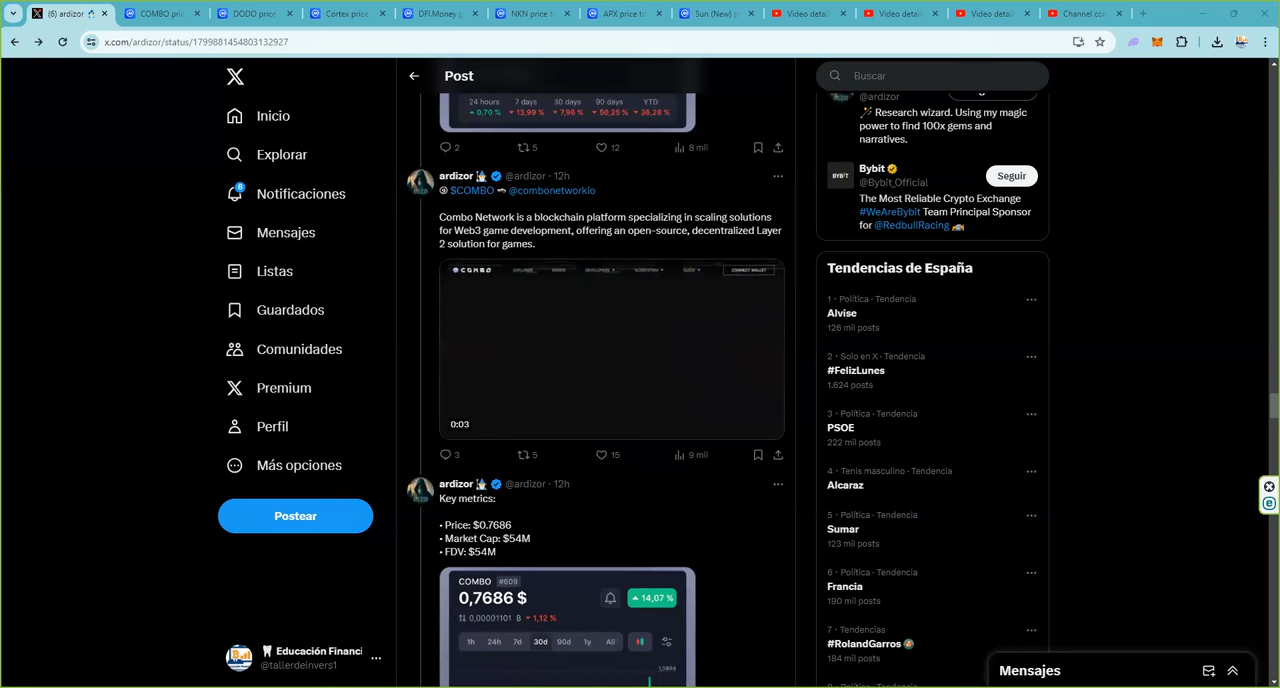 (6) ardizor
COMBO pric
DODO price
Cortex price
DFI.Money p
NKN price to
APX price to
Sun (New) p
Video detail
Video detail
Video detail
Channel con
x.com/ardizor/status/1799881454803132927
Inicio
Explorar
6
Notificaciones
Mensajes
Listas
Guardados
Comunidades
Premium
Perfil
Más opciones
Postear
Educación Financi
@tallerdeinvers1
Post
24 hours 7 days 30 days 90 days YTD
0,70 % 13,99 % 7,96 % 50,25 % 36,28 %
2 5 12 8 mil
ardizor @ardizor · 12h
$COMBO @combonetworkio
Combo Network is a blockchain platform specializing in scaling solutions
for Web3 game development, offering an open-source, decentralized Layer
2 solution for games.
COMBO CONNECT WALLET
0:03
3 5 15 9 mil
ardizor @ardizor · 12h
Key metrics:
• Price: $0.7686
• Market Cap: $54M
• FDV: $54M
COMBO #609
0,7686 $ 14,07 %
0,00001101 B 1,12 %
1h 24h 7d 30d 90d 1y All
Buscar
@ardizor
Research wizard. Using my magic
power to find 100x gems and
narratives.
BYBIT
Bybit
@Bybit_Official
Seguir
The Most Reliable Crypto Exchange
#WeAreBybit Team Principal Sponsor
for @RedbullRacing
Tendencias de España
1 · Política · Tendencia
Alvise
126 mil posts
2 · Solo en X · Tendencia
#FelizLunes
1.624 posts
3 · Política · Tendencia
PSOE
222 mil posts
4 · Tenis masculino · Tendencia
Alcaraz
5 · Política · Tendencia
Sumar
123 mil posts
6 · Política · Tendencia
Francia
190 mil posts
7 · Tendencias
#RolandGarros
184 mil posts
Mensajes